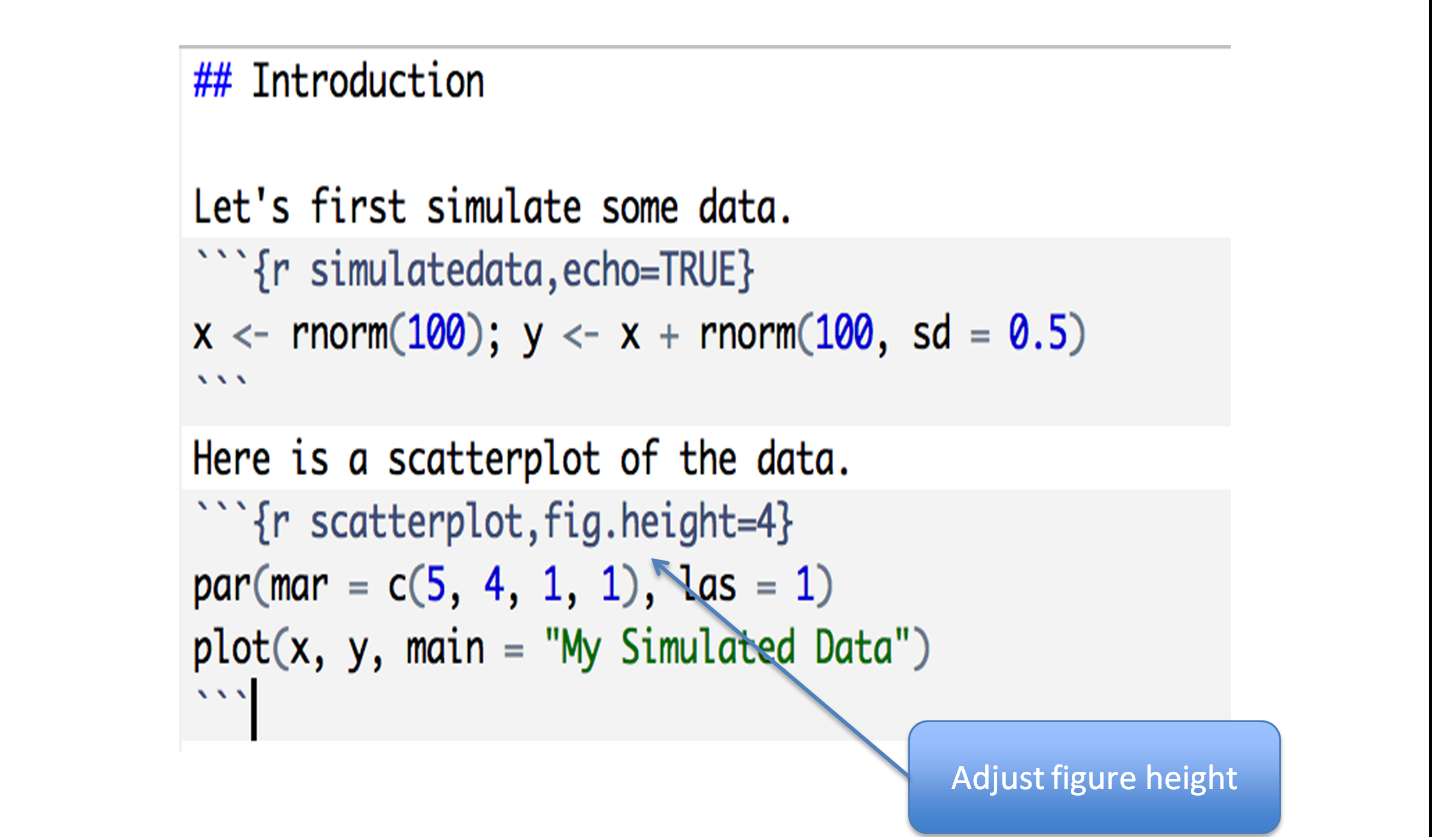 ## Introduction
Let's first simulate some data.
```{r simulatedata,echo=TRUE}
x <- rnorm(100); y <- x + rnorm(100, sd = 0.5)
```
Here is a scatterplot of the data.
```{r scatterplot,fig.height=4}
par(mar = c(5, 4, 1, 1), las = 1)
plot(x, y, main = "My Simulated Data")
```
Adjust figure height